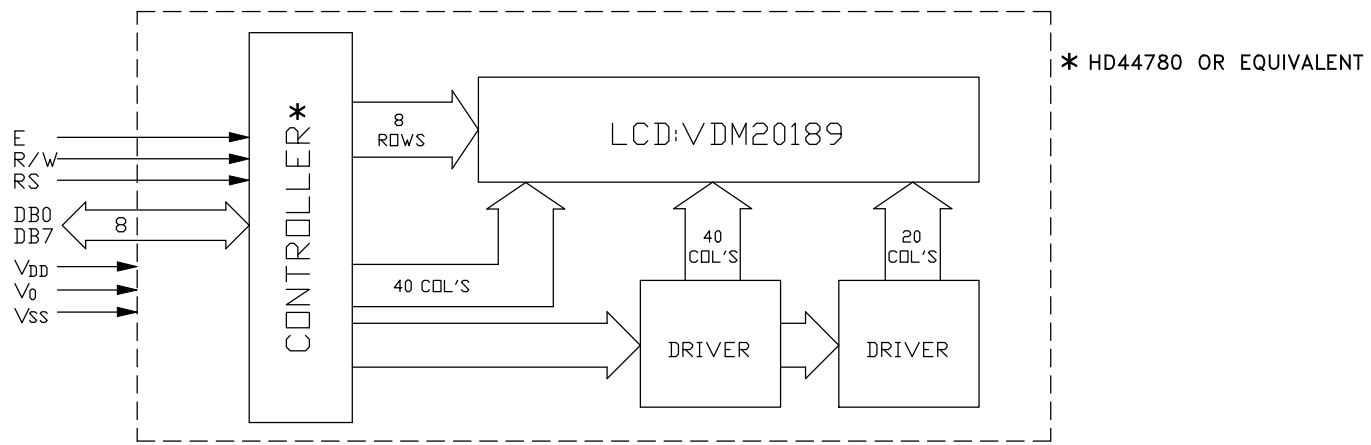 * HD44780 OR EQUIVALENT
CONTROLLER*
8
ROWS
LCD:VDM20189
E
R/W
RS
DB0
DB7
8
VDD
V0
VSS
40 COL'S
40
COL'S
20
COL'S
DRIVER
DRIVER